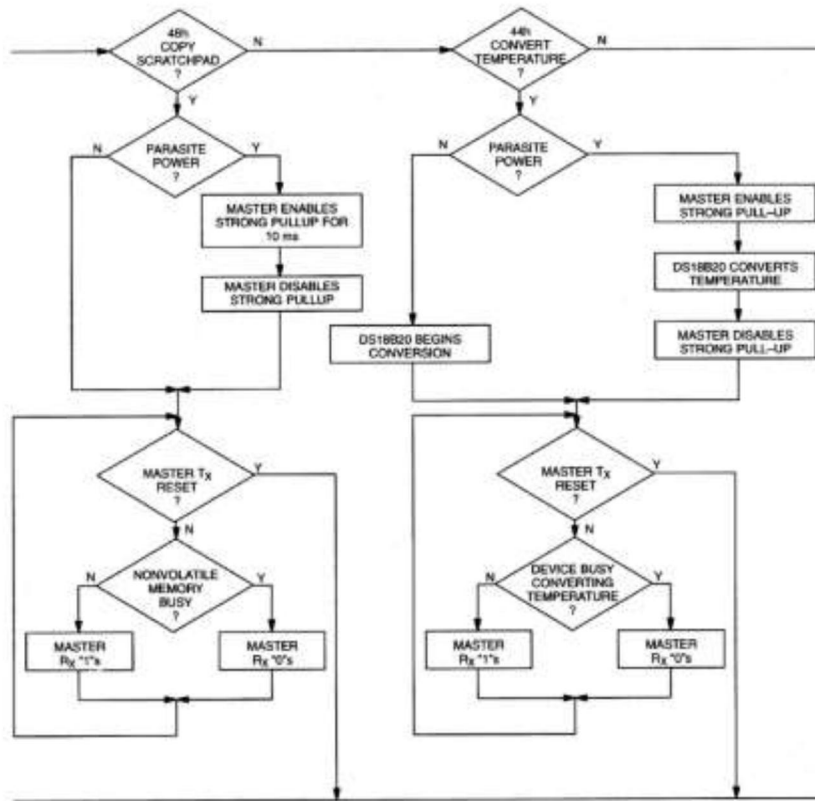 48h
COPY
SCRATCHPAD
?
N
Y
44h
CONVERT
TEMPERATURE
?
N
Y
N
PARASITE
POWER
?
Y
N
PARASITE
POWER
?
Y
MASTER ENABLES
STRONG PULLUP FOR
10 ms
MASTER DISABLES
STRONG PULLUP
MASTER ENABLES
STRONG PULL–UP
DS18B20 CONVERTS
TEMPERATURE
DS18B20 BEGINS
CONVERSION
MASTER DISABLES
STRONG PULL–UP
MASTER TX
RESET
?
Y
N
MASTER TX
RESET
?
Y
N
N
NONVOLATILE
MEMORY
BUSY
?
Y
N
DEVICE BUSY
CONVERTING
TEMPERATURE
?
Y
MASTER
RX "1"s
MASTER
RX "0"s
MASTER
RX "1"s
MASTER
RX "0"s